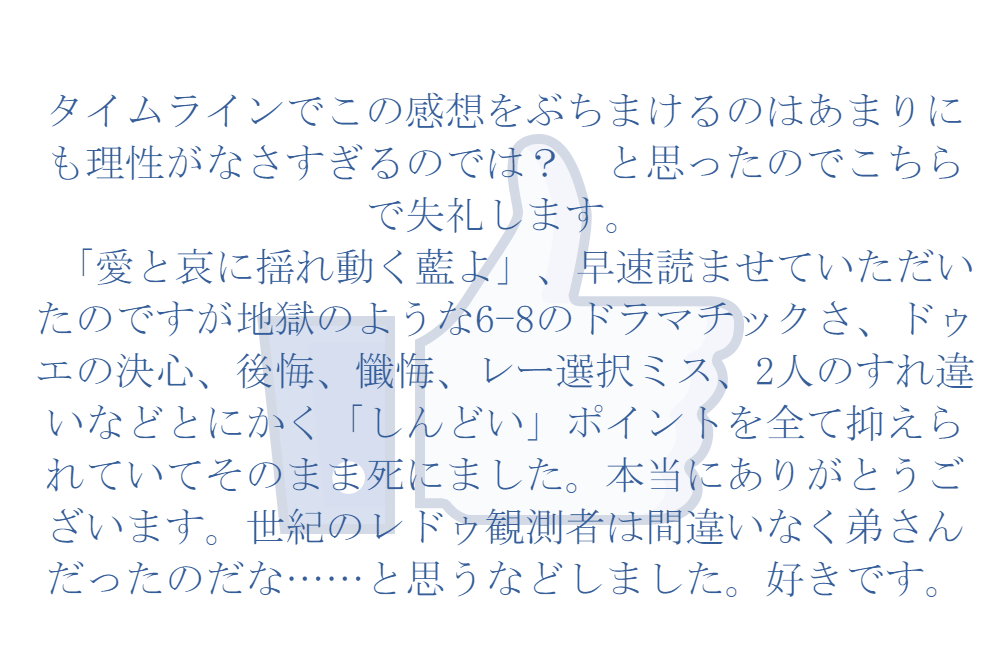 タイムラインでこの感想をぶちまけるのはあまりに
も理性がなさすぎるのでは？　と思ったのでこちら
で失礼します。
「愛と哀に揺れ動く藍よ」、早速読ませていただい
たのですが地獄のような6-8のドラマチックさ、ドゥ
エの決心、後悔、懺悔、レー選択ミス、2人のすれ違
いなどとにかく「しんどい」ポイントを全て抑えら
れていてそのまま死にました。本当にありがとうご
ざいます。世紀のレドゥ観測者は間違いなく弟さん
だったのだな……と思うなどしました。好きです。